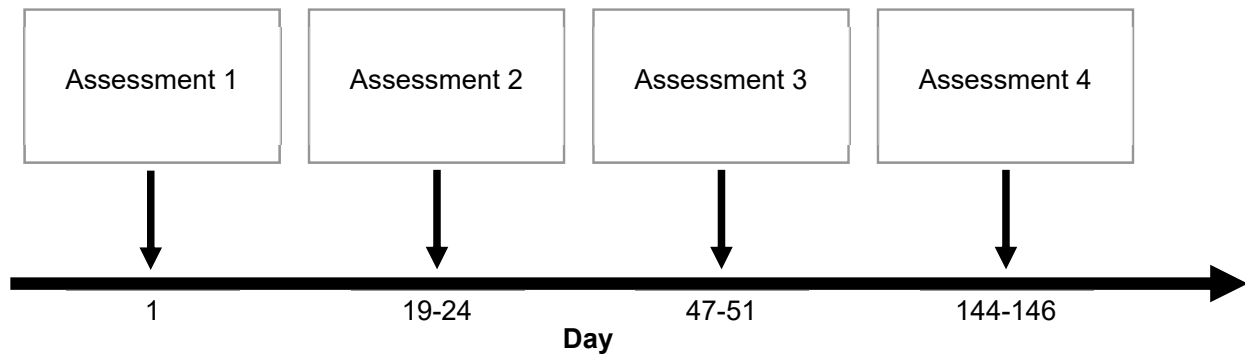 Assessment 1
Assessment 2
Assessment 3
Assessment 4
1
19-24
47-51
144-146
Day